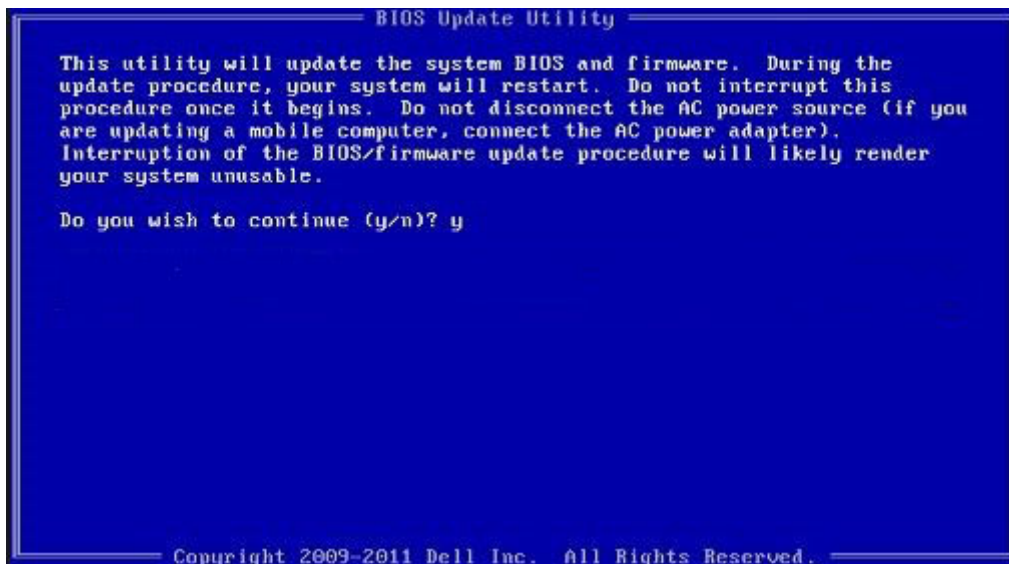 BIOS Update Utility
This utility will update the system BIOS and firmware. During the
update procedure, your system will restart. Do not interrupt this
procedure once it begins. Do not disconnect the AC power source (if you
are updating a mobile computer, connect the AC power adapter).
Interruption of the BIOS/firmware update procedure will likely render
your system unusable.
Do you wish to continue (y/n)? y
Copyright 2009-2011 Dell Inc. All Rights Reserved.